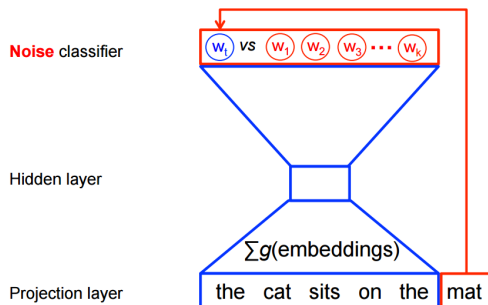 Noise classifier w_t vs w_1 w_2 w_3 ··· w_k
Hidden layer
∑g(embeddings)
Projection layer the cat sits on the mat